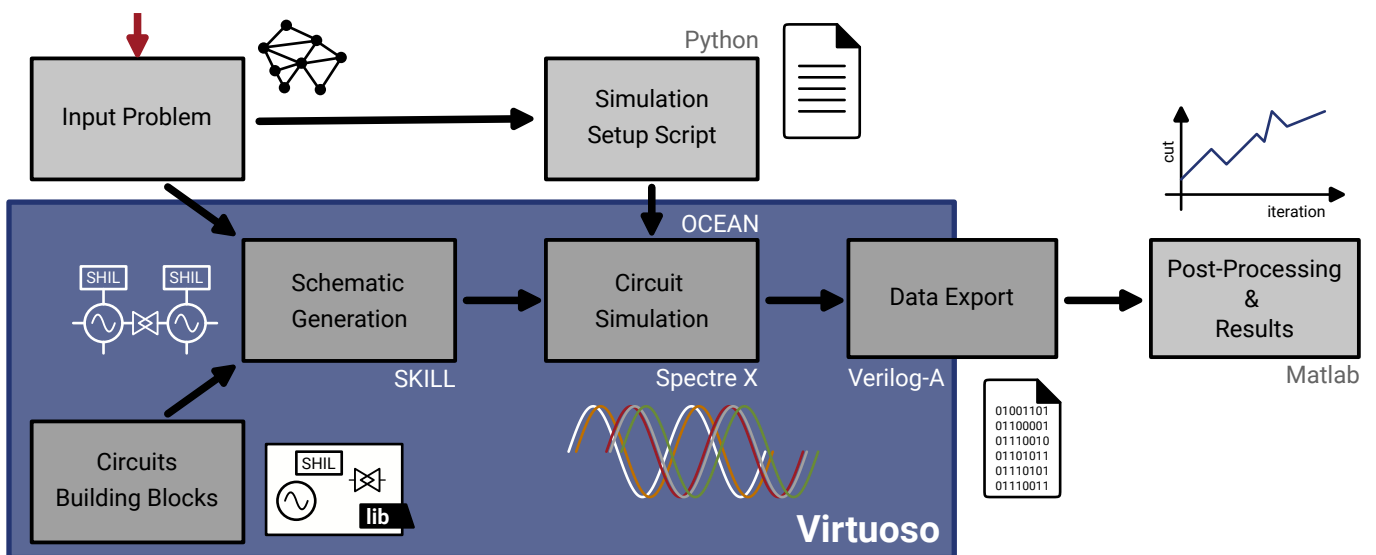 Python
Input Problem
Simulation
Setup Script
cut
iteration
OCEAN
SHIL
SHIL
Schematic
Generation
SKILL
Circuit
Simulation
Spectre X
Data Export
Verilog-A
Post-Processing
&
Results
Matlab
Circuits
Building Blocks
SHIL
lib
01001101
01100001
01110010
01101011
01110101
01110011
Virtuoso